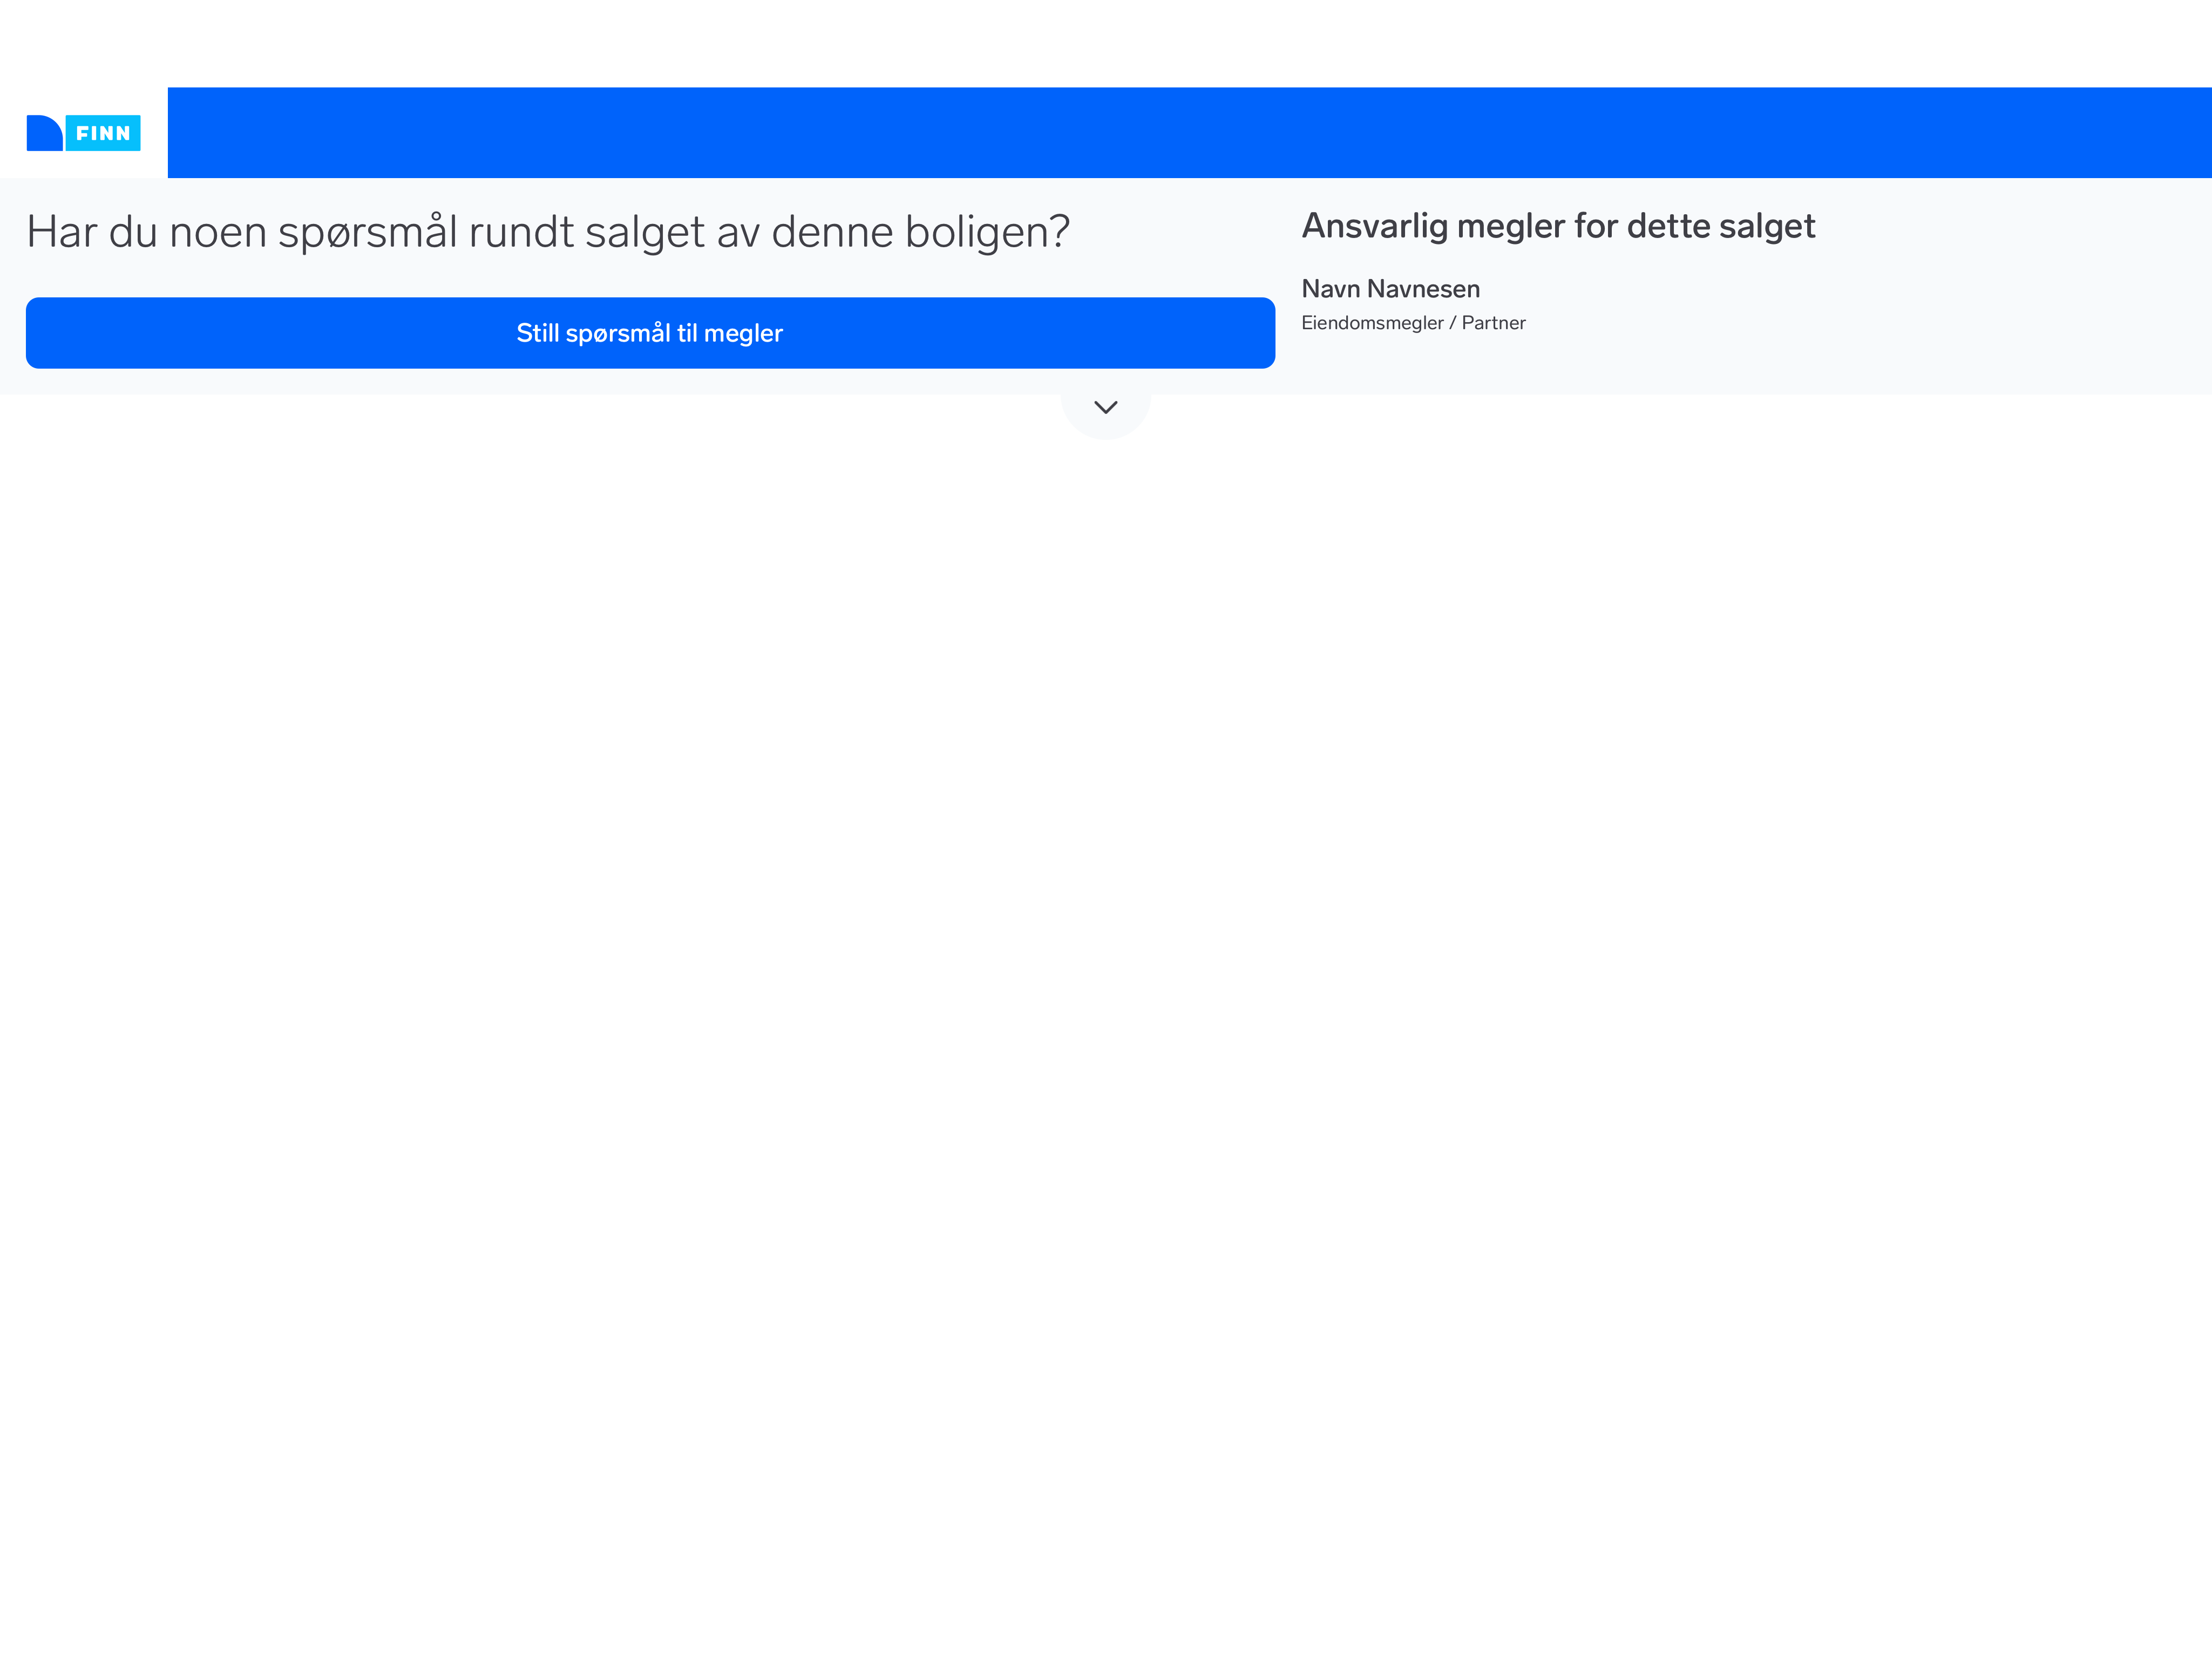 FINN
Har du noen spørsmål rundt salget av denne boligen?
Still spørsmål til megler
Ansvarlig megler for dette salget
Navn Navnesen
Eiendomsmegler / Partner